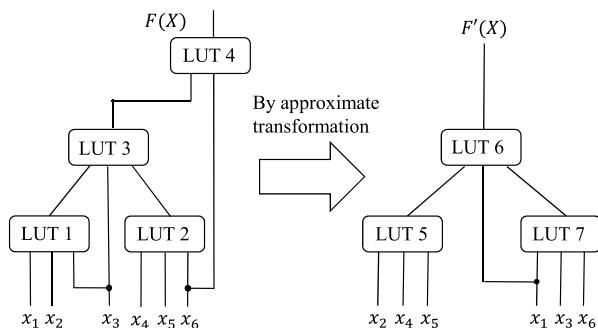 F(X)
LUT 4
LUT 3
LUT 1
LUT 2
x₁ x₂ x₃ x₄ x₅ x₆
By approximate
transformation
F′(X)
LUT 6
LUT 5
LUT 7
x₂ x₄ x₅ x₁ x₃ x₆